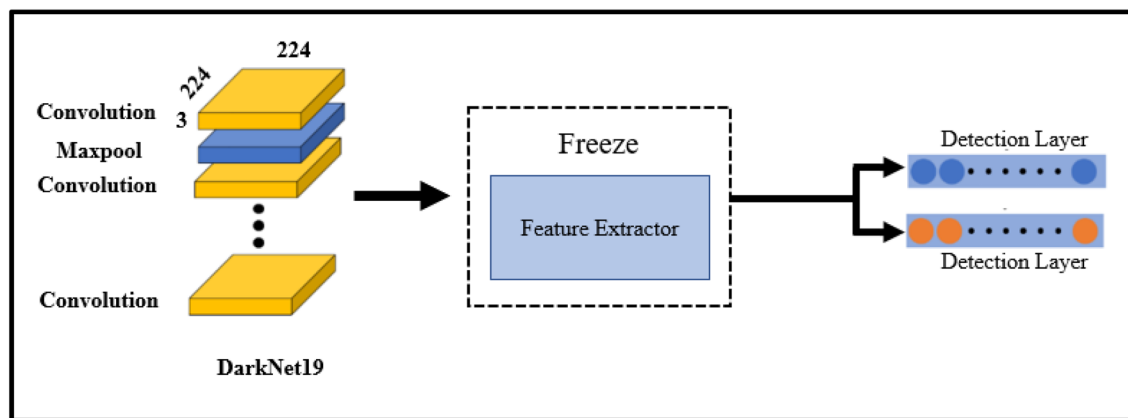 224
224
3
Convolution
Maxpool
Convolution
Convolution
DarkNet19
Freeze
Feature Extractor
Detection Layer
Detection Layer